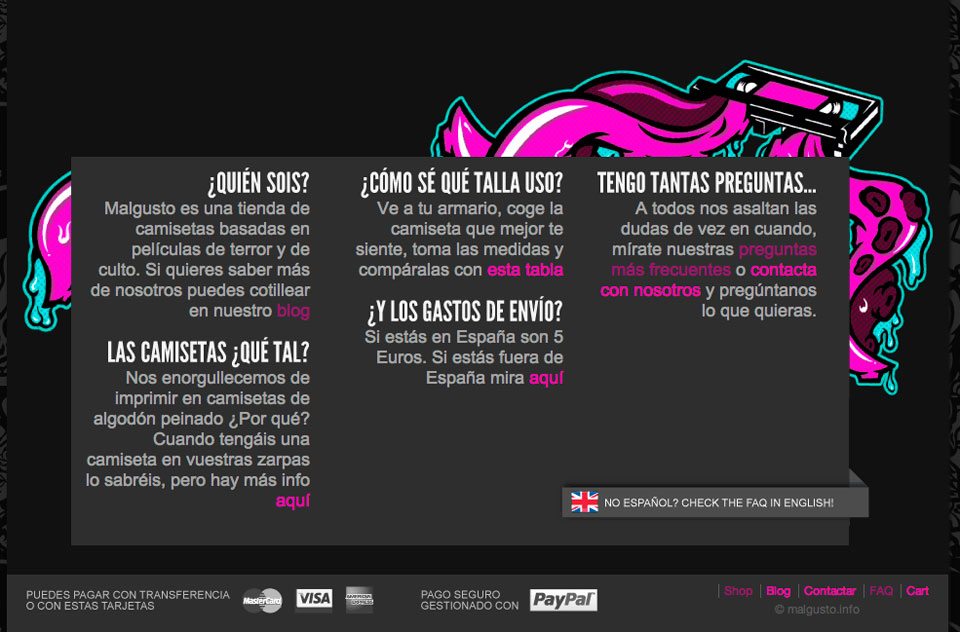 ¿QUIÉN SOIS?
Malgusto es una tienda de
camisetas basadas en
películas de terror y de
culto. Si quieres saber más
de nosotros puedes cotillear
en nuestro blog
LAS CAMISETAS ¿QUÉ TAL?
Nos enorgullecemos de
imprimir en camisetas de
algodón peinado ¿Por qué?
Cuando tengáis una
camiseta en vuestras zarpas
lo sabréis, pero hay más info
aquí
¿CÓMO SÉ QUÉ TALLA USO?
Ve a tu armario, coge la
camiseta que mejor te
siente, toma las medidas y
compáralas con esta tabla
¿Y LOS GASTOS DE ENVÍO?
Si estás en España son 5
Euros. Si estás fuera de
España mira aquí
TENGO TANTAS PREGUNTAS...
A todos nos asaltan las
dudas de vez en cuando,
mírate nuestras preguntas
más frecuentes o contacta
con nosotros y pregúntanos
lo que quieras.
NO ESPAÑOL? CHECK THE FAQ IN ENGLISH!
PUEDES PAGAR CON TRANSFERENCIA
O CON ESTAS TARJETAS
MasterCard
VISA
AMERICAN
EXPRESS
PAGO SEGURO
GESTIONADO CON
PayPal
Shop | Blog | Contactar | FAQ | Cart
© malgusto.info